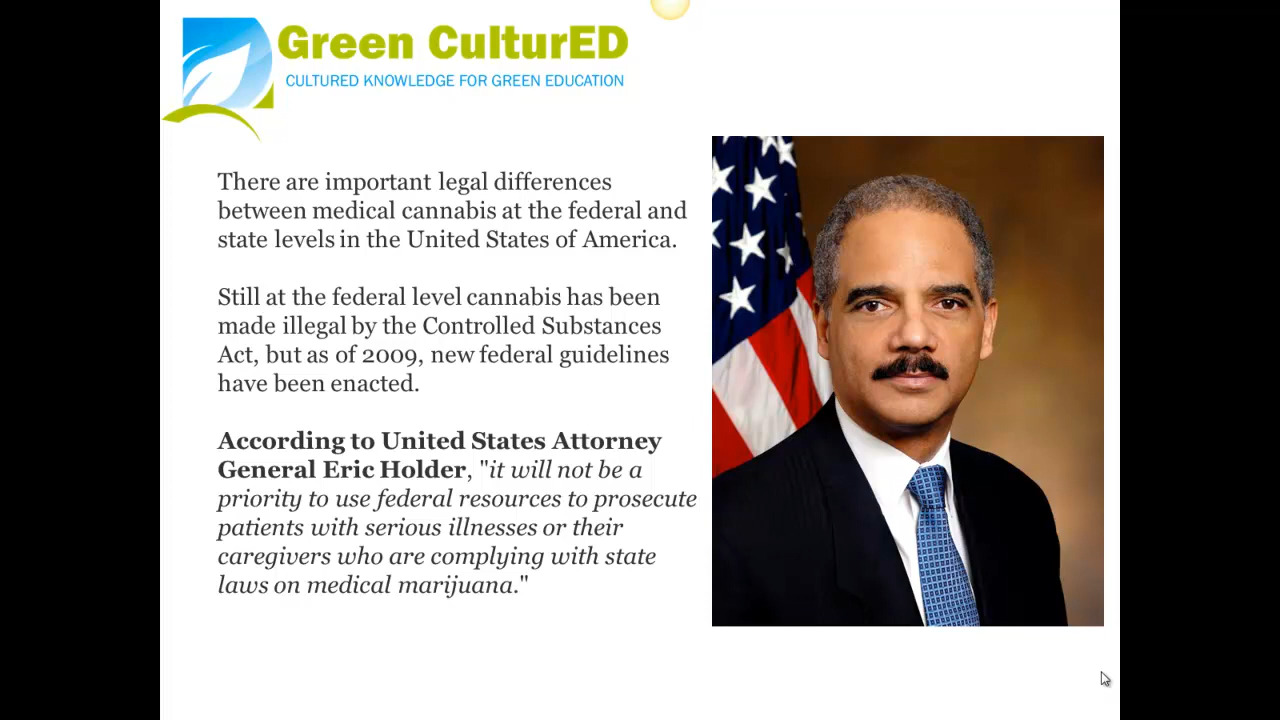 Green CulturED
CULTURED KNOWLEDGE FOR GREEN EDUCATION
There are important legal differences
between medical cannabis at the federal and
state levels in the United States of America.
Still at the federal level cannabis has been
made illegal by the Controlled Substances
Act, but as of 2009, new federal guidelines
have been enacted.
According to United States Attorney
General Eric Holder, "it will not be a
priority to use federal resources to prosecute
patients with serious illnesses or their
caregivers who are complying with state
laws on medical marijuana."